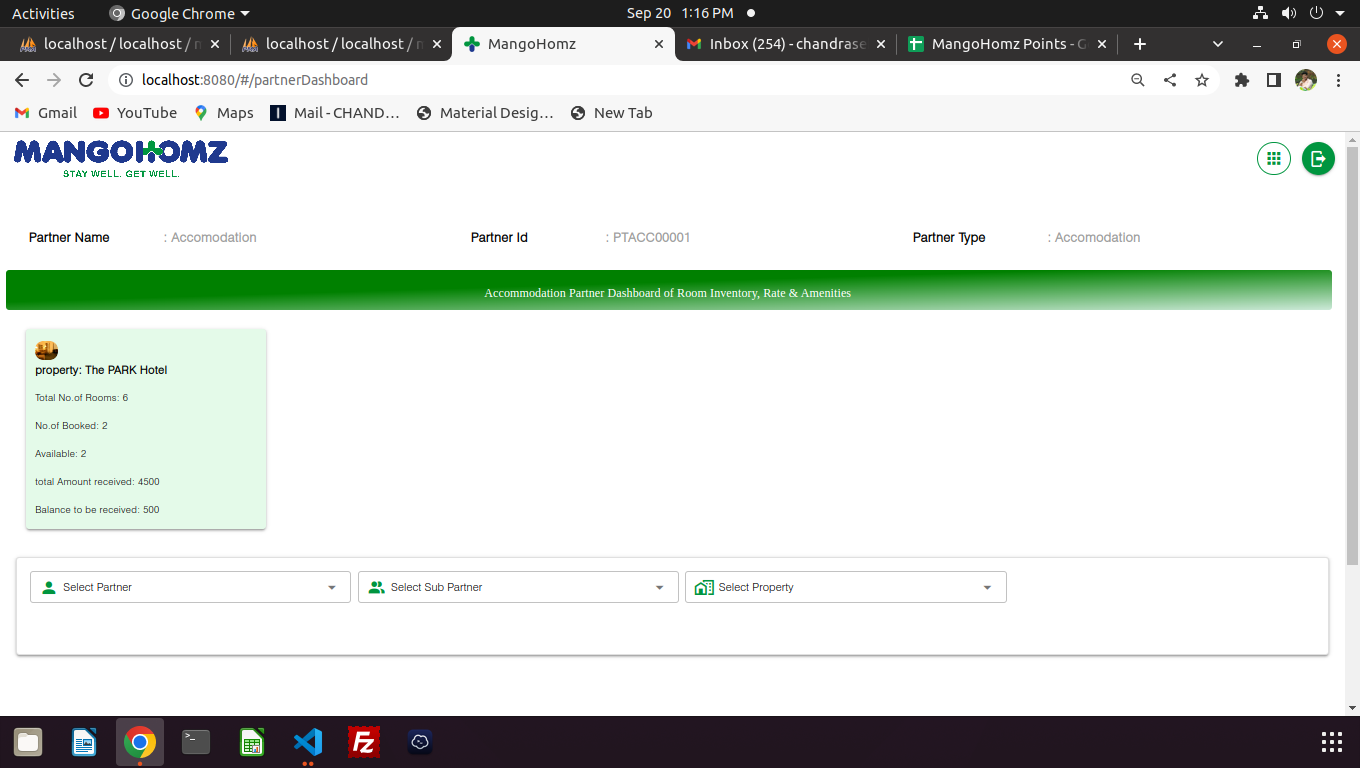 Activities
Google Chrome
Sep 20 1:16 PM
localhost / localhost /
localhost / localhost /
MangoHomz
Inbox (254) - chandrase
MangoHomz Points - G
localhost:8080/#/partnerDashboard
Gmail
YouTube
Maps
Mail - CHAND…
Material Desig…
New Tab
MANGOHOMZ
STAY WELL. GET WELL.
Partner Name : Accomodation
Partner Id : PTACC00001
Partner Type : Accomodation
Accommodation Partner Dashboard of Room Inventory, Rate & Amenities
property: The PARK Hotel
Total No.of Rooms: 6
No.of Booked: 2
Available: 2
total Amount received: 4500
Balance to be received: 500
Select Partner
Select Sub Partner
Select Property